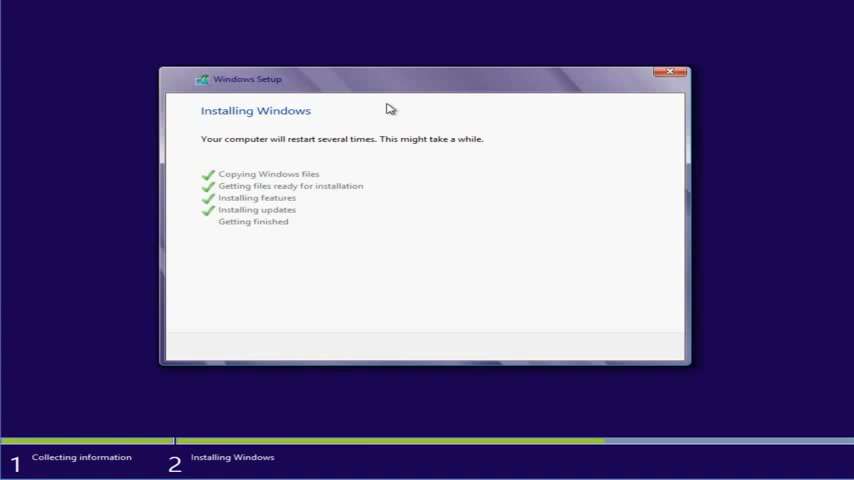 Windows Setup
Installing Windows
Your computer will restart several times. This might take a while.
Copying Windows files
Getting files ready for installation
Installing features
Installing updates
Getting finished
1 Collecting information 2 Installing Windows